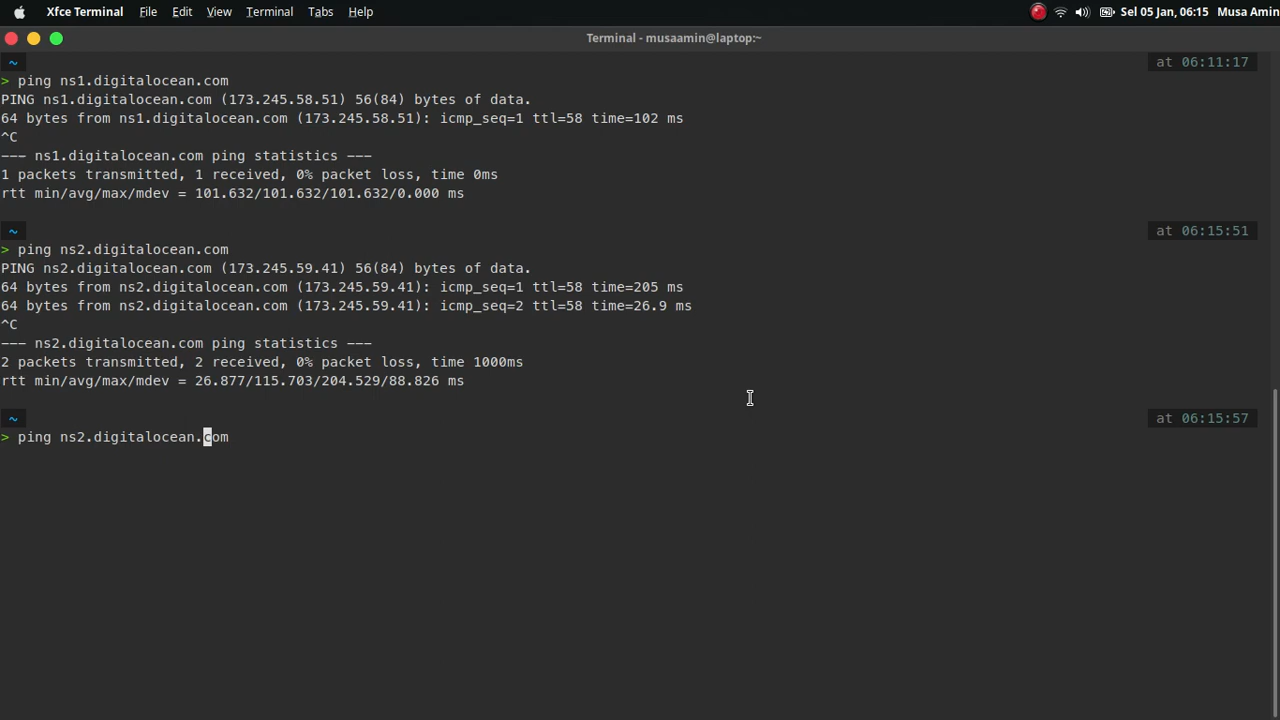 Xfce Terminal File Edit View Terminal Tabs Help Sel 05 Jan, 06:15 Musa Amin
Terminal - musaamin@laptop:~
~ at 06:11:17
> ping ns1.digitalocean.com
PING ns1.digitalocean.com (173.245.58.51) 56(84) bytes of data.
64 bytes from ns1.digitalocean.com (173.245.58.51): icmp_seq=1 ttl=58 time=102 ms
^C
--- ns1.digitalocean.com ping statistics ---
1 packets transmitted, 1 received, 0% packet loss, time 0ms
rtt min/avg/max/mdev = 101.632/101.632/101.632/0.000 ms
~ at 06:15:51
> ping ns2.digitalocean.com
PING ns2.digitalocean.com (173.245.59.41) 56(84) bytes of data.
64 bytes from ns2.digitalocean.com (173.245.59.41): icmp_seq=1 ttl=58 time=205 ms
64 bytes from ns2.digitalocean.com (173.245.59.41): icmp_seq=2 ttl=58 time=26.9 ms
^C
--- ns2.digitalocean.com ping statistics ---
2 packets transmitted, 2 received, 0% packet loss, time 1000ms
rtt min/avg/max/mdev = 26.877/115.703/204.529/88.826 ms
~ at 06:15:57
> ping ns2.digitalocean.com